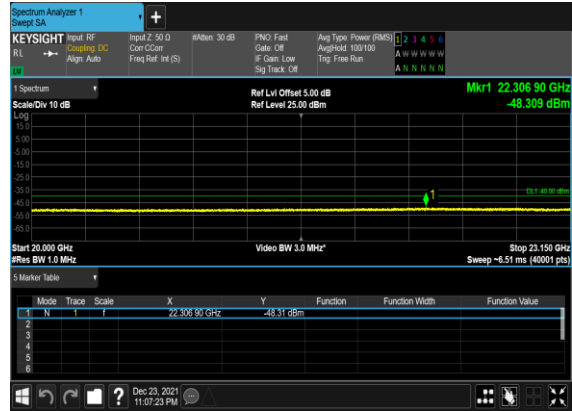 Spectrum Analyzer 1
Swept SA
+
KEYSIGHT Input: RF Input Z: 50 Ω #Atten: 30 dB PNO: Fast Avg Type: Power (RMS) 1 2 3 4 5 6
RL Coupling: DC Corr CCorr Gate: Off Avg|Hold: 100/100 A W W W W W
Align: Auto Freq Ref: Int (S) IF Gain: Low Trig: Free Run
Sig Track: Off A N N N N N
1 Spectrum Ref Lvl Offset 5.00 dB Mkr1 22.306 90 GHz
Scale/Div 10 dB Ref Level 25.00 dBm -48.309 dBm
Log
15.0
5.00
-5.00
-15.0
-25.0
-35.0 1 DL1 -40.00 dBm
-45.0
-55.0
-65.0
Start 20.000 GHz Video BW 3.0 MHz* Stop 23.150 GHz
#Res BW 1.0 MHz Sweep ~6.51 ms (40001 pts)
5 Marker Table
Mode Trace Scale X Y Function Function Width Function Value
1 N 1 f 22.306 90 GHz -48.31 dBm
2
3
4
5
6
? Dec 23, 2021
11:07:23 PM